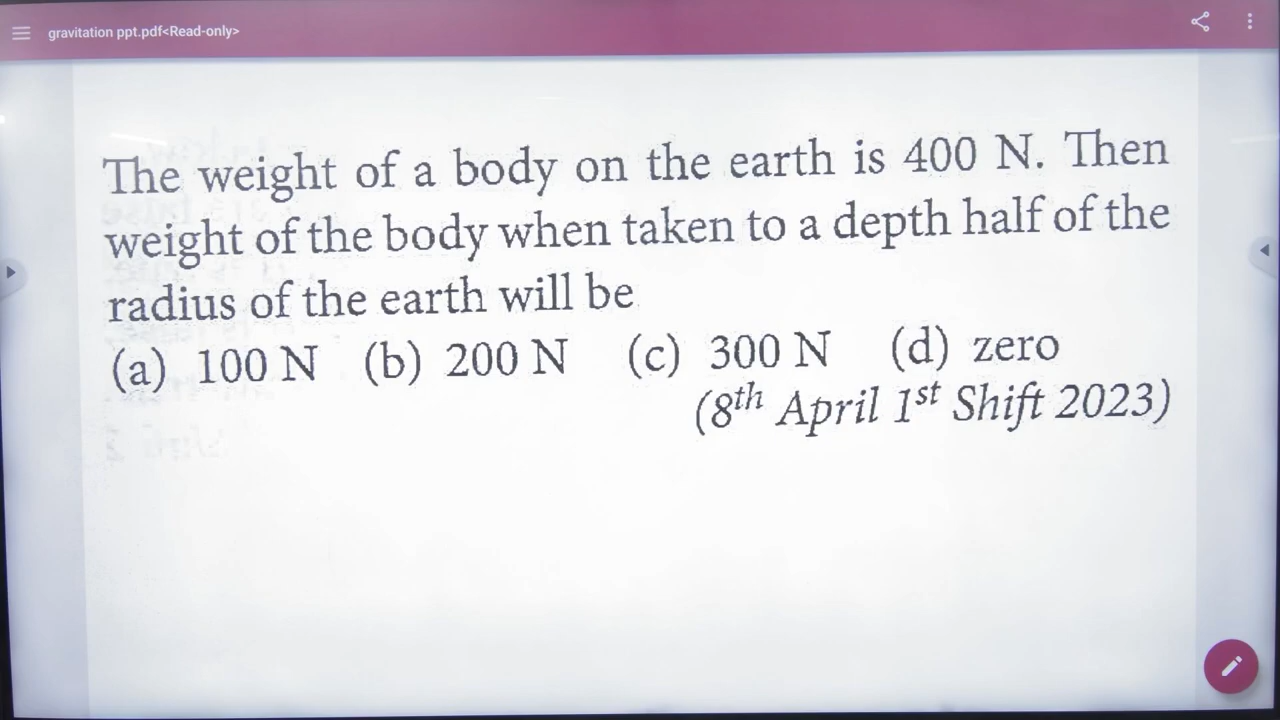 gravitation ppt.pdf<Read-only>
The weight of a body on the earth is 400 N. Then
weight of the body when taken to a depth half of the
radius of the earth will be
(a) 100 N (b) 200 N (c) 300 N (d) zero
(8th April 1st Shift 2023)